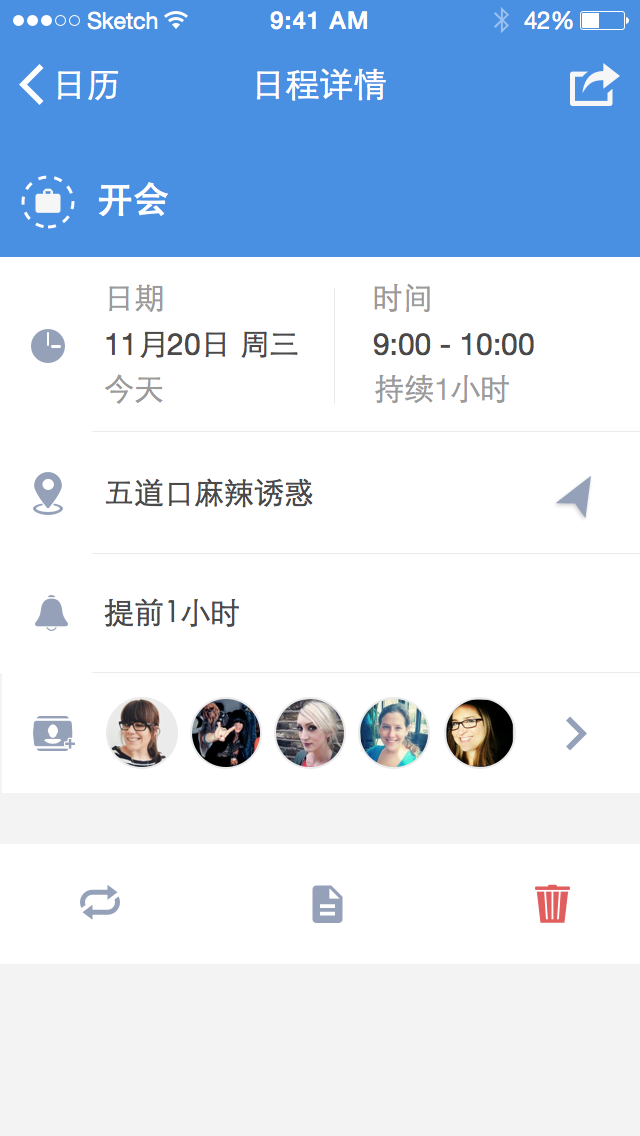 Sketch 9:41 AM 42%
日历 日程详情
开会
日期 时间
11月20日 周三 9:00 - 10:00
今天 持续1小时
五道口麻辣诱惑
提前1小时